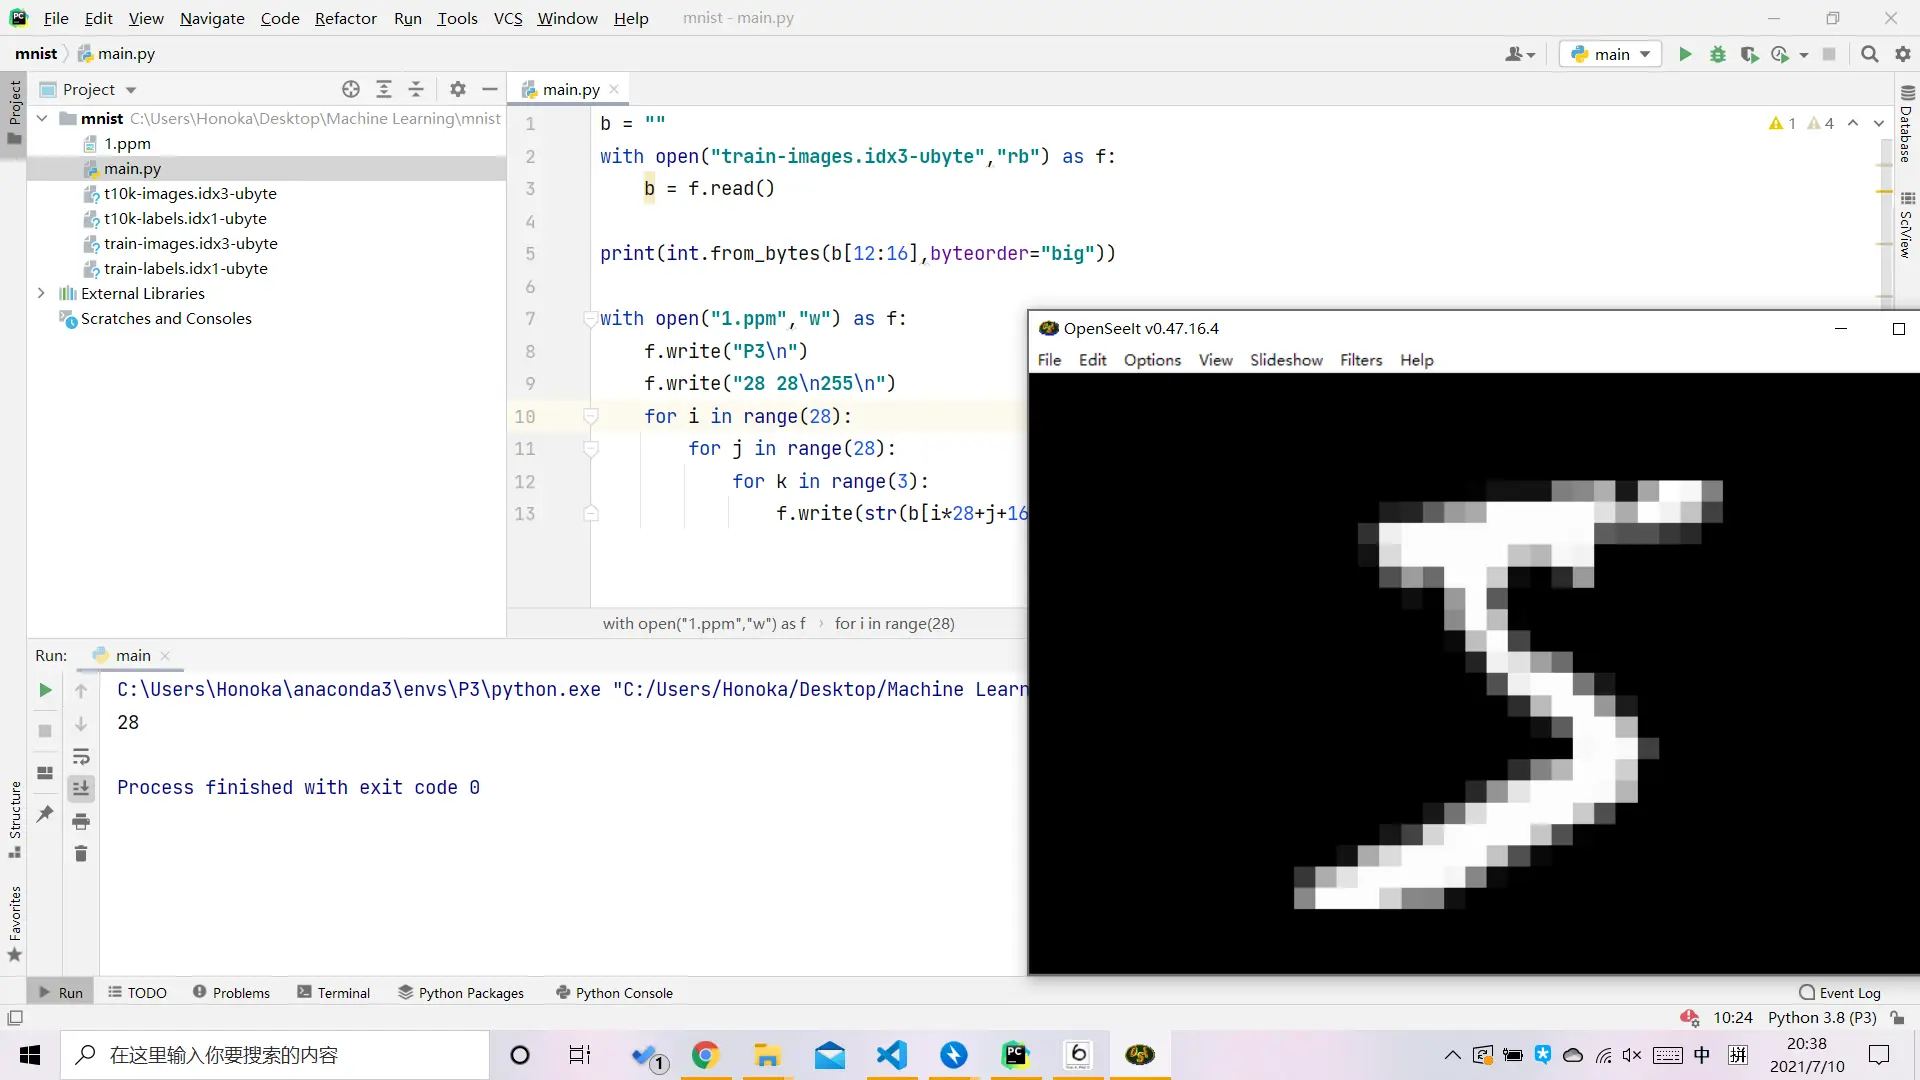 File Edit View Navigate Code Refactor Run Tools VCS Window Help mnist - main.py
mnist main.py
main
Project
Project
main.py
mnist C:\Users\Honoka\Desktop\Machine Learning\mnist
1.ppm
main.py
t10k-images.idx3-ubyte
t10k-labels.idx1-ubyte
train-images.idx3-ubyte
train-labels.idx1-ubyte
External Libraries
Scratches and Consoles
1 b = ""
2 with open("train-images.idx3-ubyte","rb") as f:
3 b = f.read()
4
5 print(int.from_bytes(b[12:16],byteorder="big"))
6
7 with open("1.ppm","w") as f:
8 f.write("P3\n")
9 f.write("28 28\n255\n")
10 for i in range(28):
11 for j in range(28):
12 for k in range(3):
13 f.write(str(b[i*28+j+16
1 4
Database
SciView
with open("1.ppm","w") as f › for i in range(28)
OpenSeeIt v0.47.16.4
File Edit Options View Slideshow Filters Help
Run: main
C:\Users\Honoka\anaconda3\envs\P3\python.exe "C:/Users/Honoka/Desktop/Machine Learn
28
Process finished with exit code 0
Structure
Favorites
Run TODO Problems Terminal Python Packages Python Console Event Log
10:24 Python 3.8 (P3)
在这里输入你要搜索的内容
1
PC
6
中
拼
20:38
2021/7/10